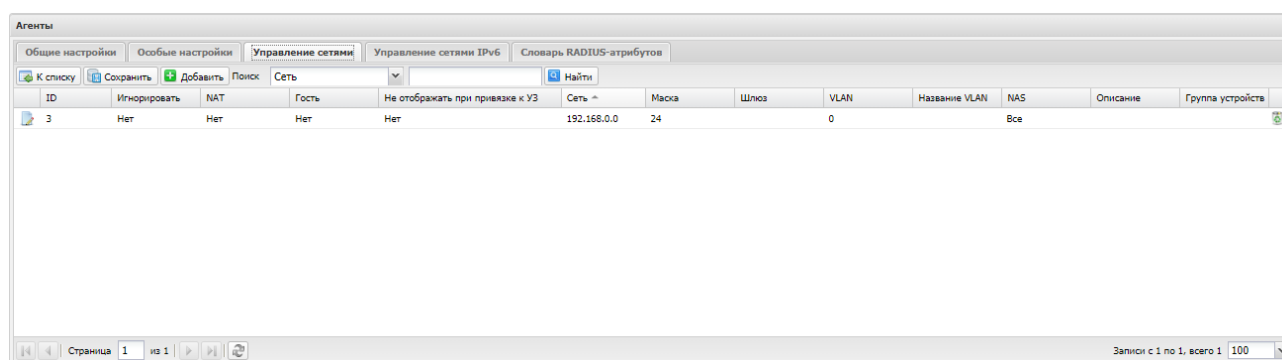 Агенты
Общие настройки Особые настройки Управление сетями Управление сетями IPv6 Словарь RADIUS-атрибутов
К списку Сохранить Добавить Поиск Сеть Найти
ID Игнорировать NAT Гость Не отображать при привязке к УЗ Сеть Маска Шлюз VLAN Название VLAN NAS Описание Группа устройств
3 Нет Нет Нет Нет 192.168.0.0 24 0 Все
Страница 1 из 1 Записи с 1 по 1, всего 1 100